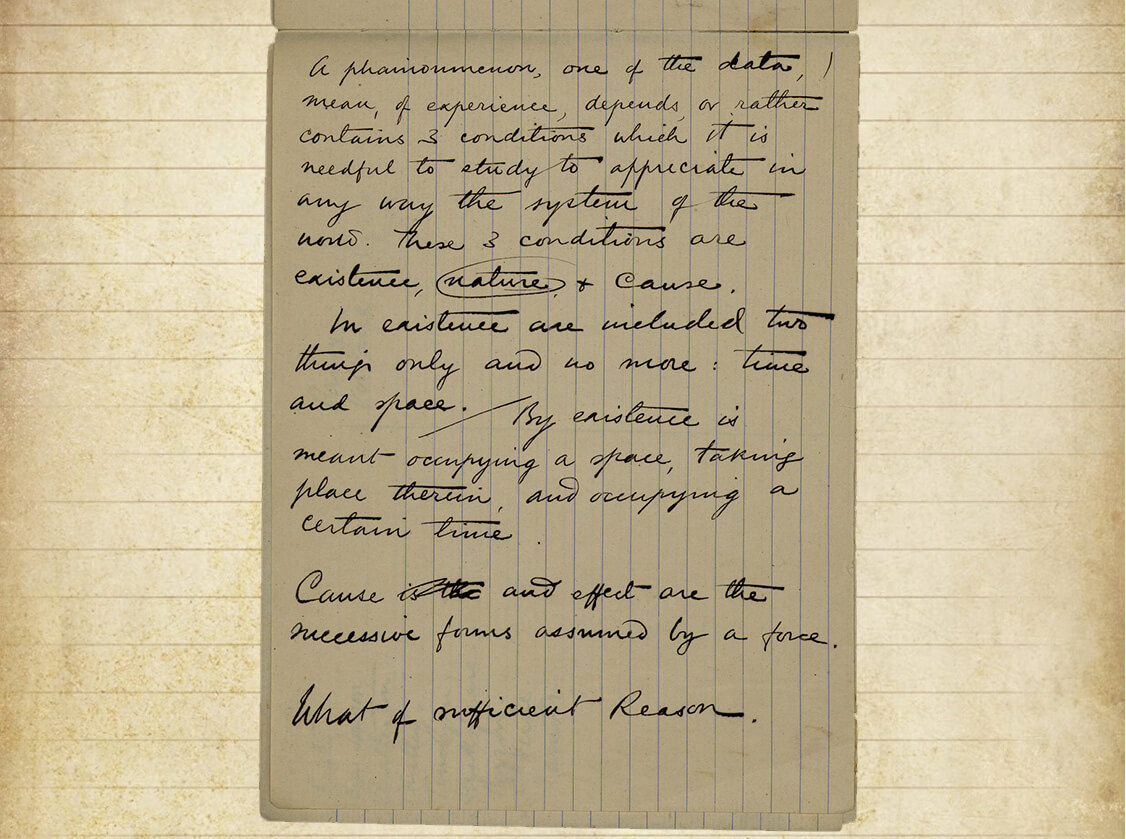 A phainoumenon, one of the data, I
mean, of experience, depends, or rather
contains 3 conditions which it is
needful to study to appreciate in
any way the system of the
world. These 3 conditions are
existence, nature, & Cause.
In existence are included two
things only and no more : time
and space. By existence is
meant occupying a space, taking
place therein, and occupying a
certain time.
Cause is the and effect are the
successive forms assumed by a force.
What of sufficient Reason.